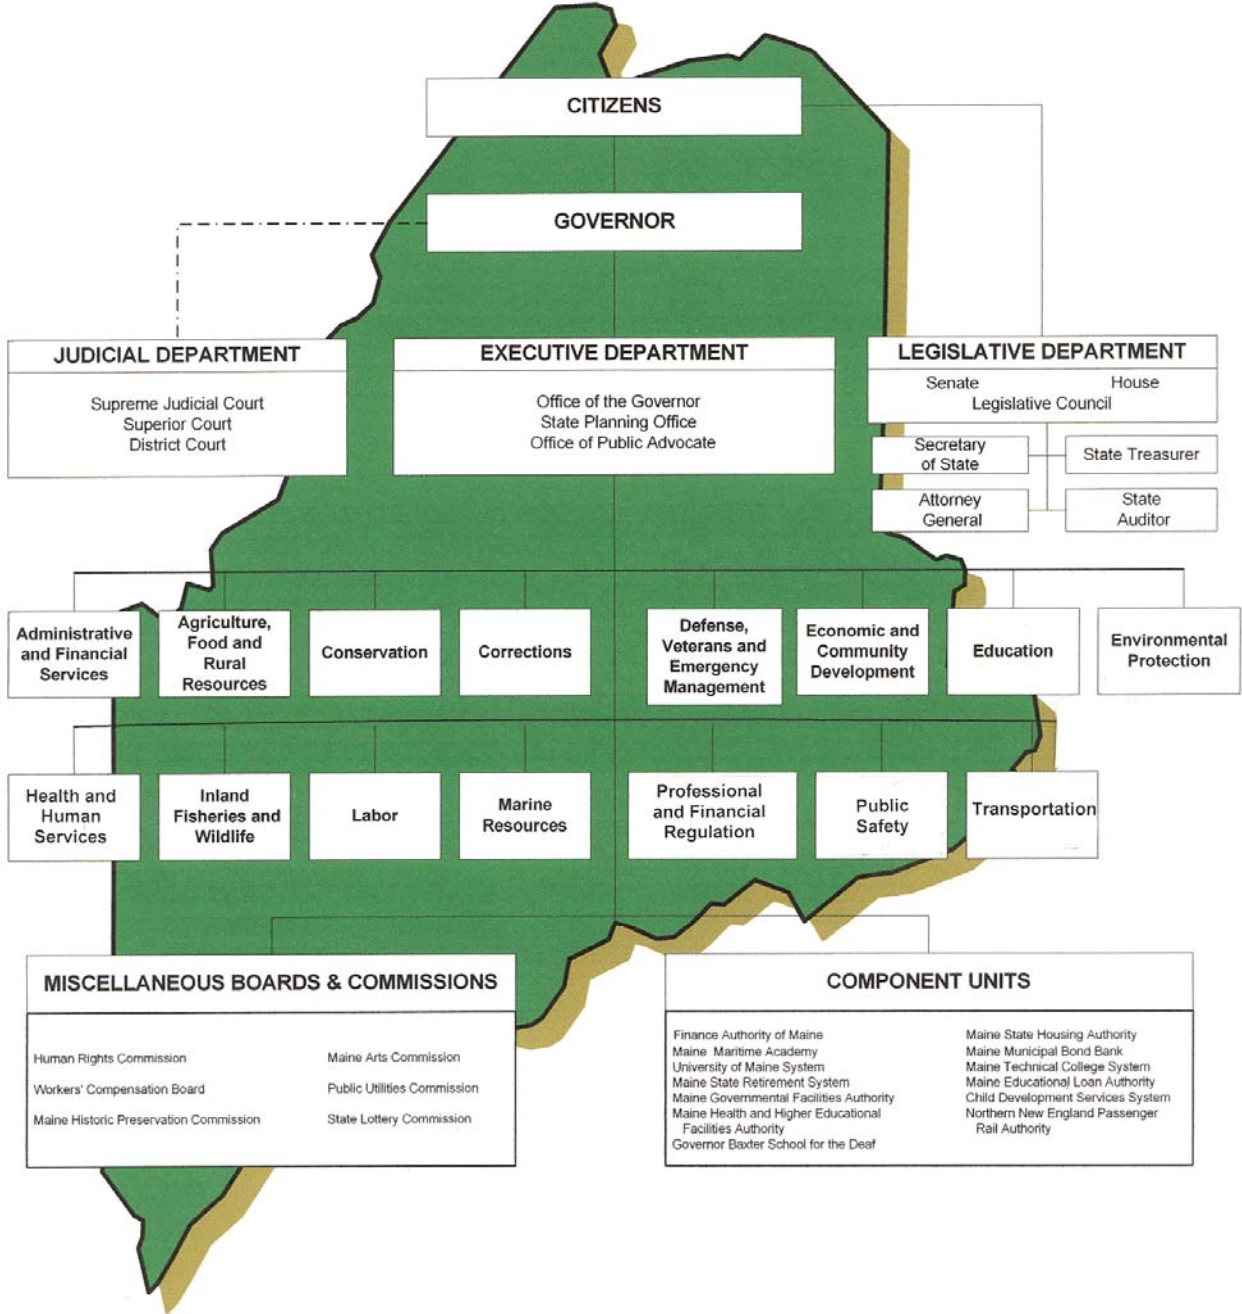 CITIZENS
GOVERNOR
JUDICIAL DEPARTMENT
Supreme Judicial Court
Superior Court
District Court
EXECUTIVE DEPARTMENT
Office of the Governor
State Planning Office
Office of Public Advocate
LEGISLATIVE DEPARTMENT
Senate House
Legislative Council
Secretary
of State
State Treasurer
Attorney
General
State
Auditor
Administrative
and Financial
Services
Agriculture,
Food and
Rural
Resources
Conservation
Corrections
Defense,
Veterans and
Emergency
Management
Economic and
Community
Development
Education
Environmental
Protection
Health and
Human
Services
Inland
Fisheries and
Wildlife
Labor
Marine
Resources
Professional
and Financial
Regulation
Public
Safety
Transportation
MISCELLANEOUS BOARDS & COMMISSIONS
Human Rights Commission
Workers' Compensation Board
Maine Historic Preservation Commission
Maine Arts Commission
Public Utilities Commission
State Lottery Commission
COMPONENT UNITS
Finance Authority of Maine
Maine Maritime Academy
University of Maine System
Maine State Retirement System
Maine Governmental Facilities Authority
Maine Health and Higher Educational
Facilities Authority
Governor Baxter School for the Deaf
Maine State Housing Authority
Maine Municipal Bond Bank
Maine Technical College System
Maine Educational Loan Authority
Child Development Services System
Northern New England Passenger
Rail Authority